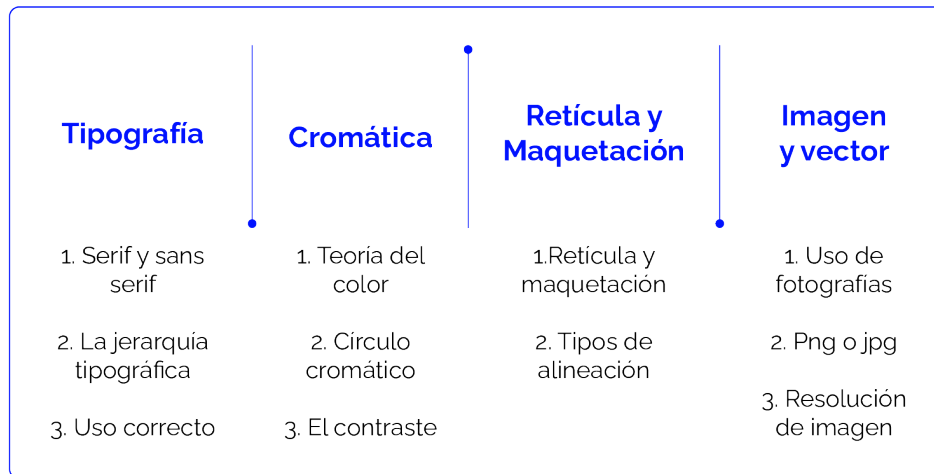 Tipografía
1. Serif y sans
serif
2. La jerarquía
tipográfica
3. Uso correcto
Cromática
1. Teoría del
color
2. Círculo
cromático
3. El contraste
Retícula y
Maquetación
1.Retícula y
maquetación
2. Tipos de
alineación
Imagen
y vector
1. Uso de
fotografías
2. Png o jpg
3. Resolución
de imagen